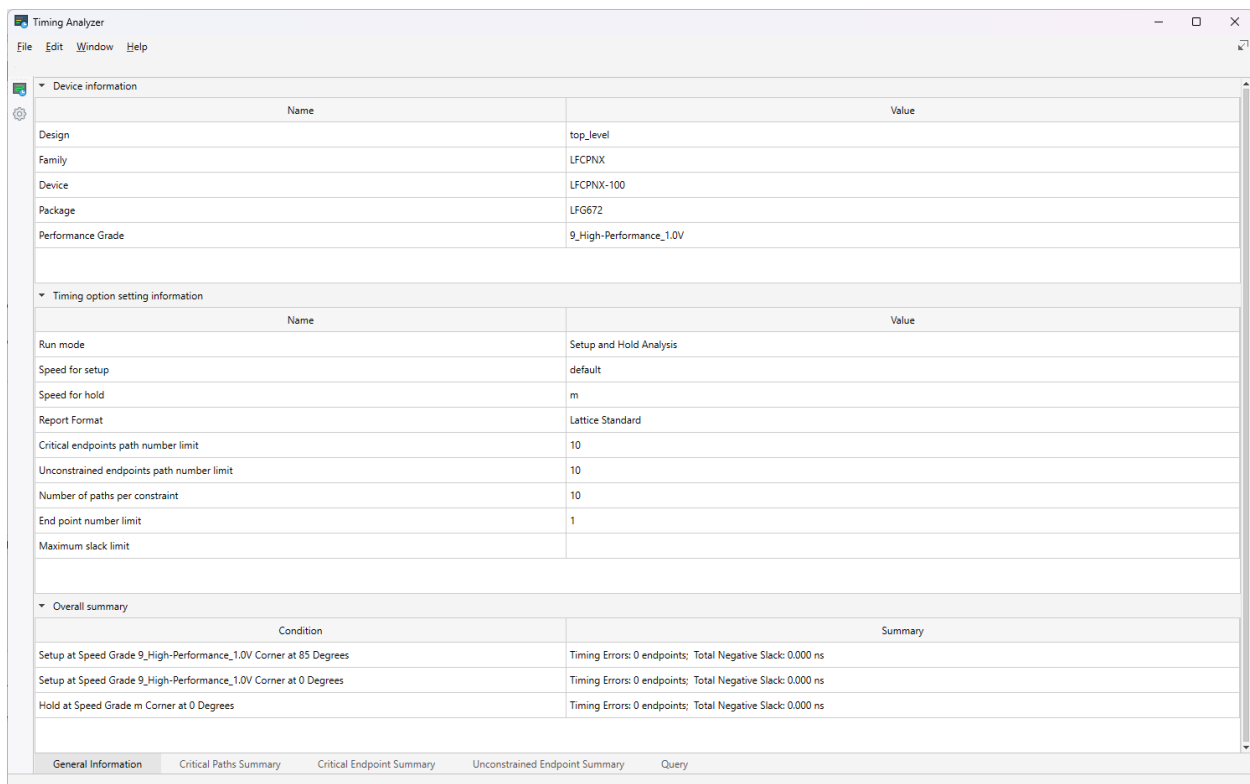 Timing Analyzer
File Edit Window Help
Device information
Name Value
Design top_level
Family LFCPNX
Device LFCPNX-100
Package LFG672
Performance Grade 9_High-Performance_1.0V
Timing option setting information
Name Value
Run mode Setup and Hold Analysis
Speed for setup default
Speed for hold m
Report Format Lattice Standard
Critical endpoints path number limit 10
Unconstrained endpoints path number limit 10
Number of paths per constraint 10
End point number limit 1
Maximum slack limit
Overall summary
Condition Summary
Setup at Speed Grade 9_High-Performance_1.0V Corner at 85 Degrees Timing Errors: 0 endpoints; Total Negative Slack: 0.000 ns
Setup at Speed Grade 9_High-Performance_1.0V Corner at 0 Degrees Timing Errors: 0 endpoints; Total Negative Slack: 0.000 ns
Hold at Speed Grade m Corner at 0 Degrees Timing Errors: 0 endpoints; Total Negative Slack: 0.000 ns
General Information Critical Paths Summary Critical Endpoint Summary Unconstrained Endpoint Summary Query